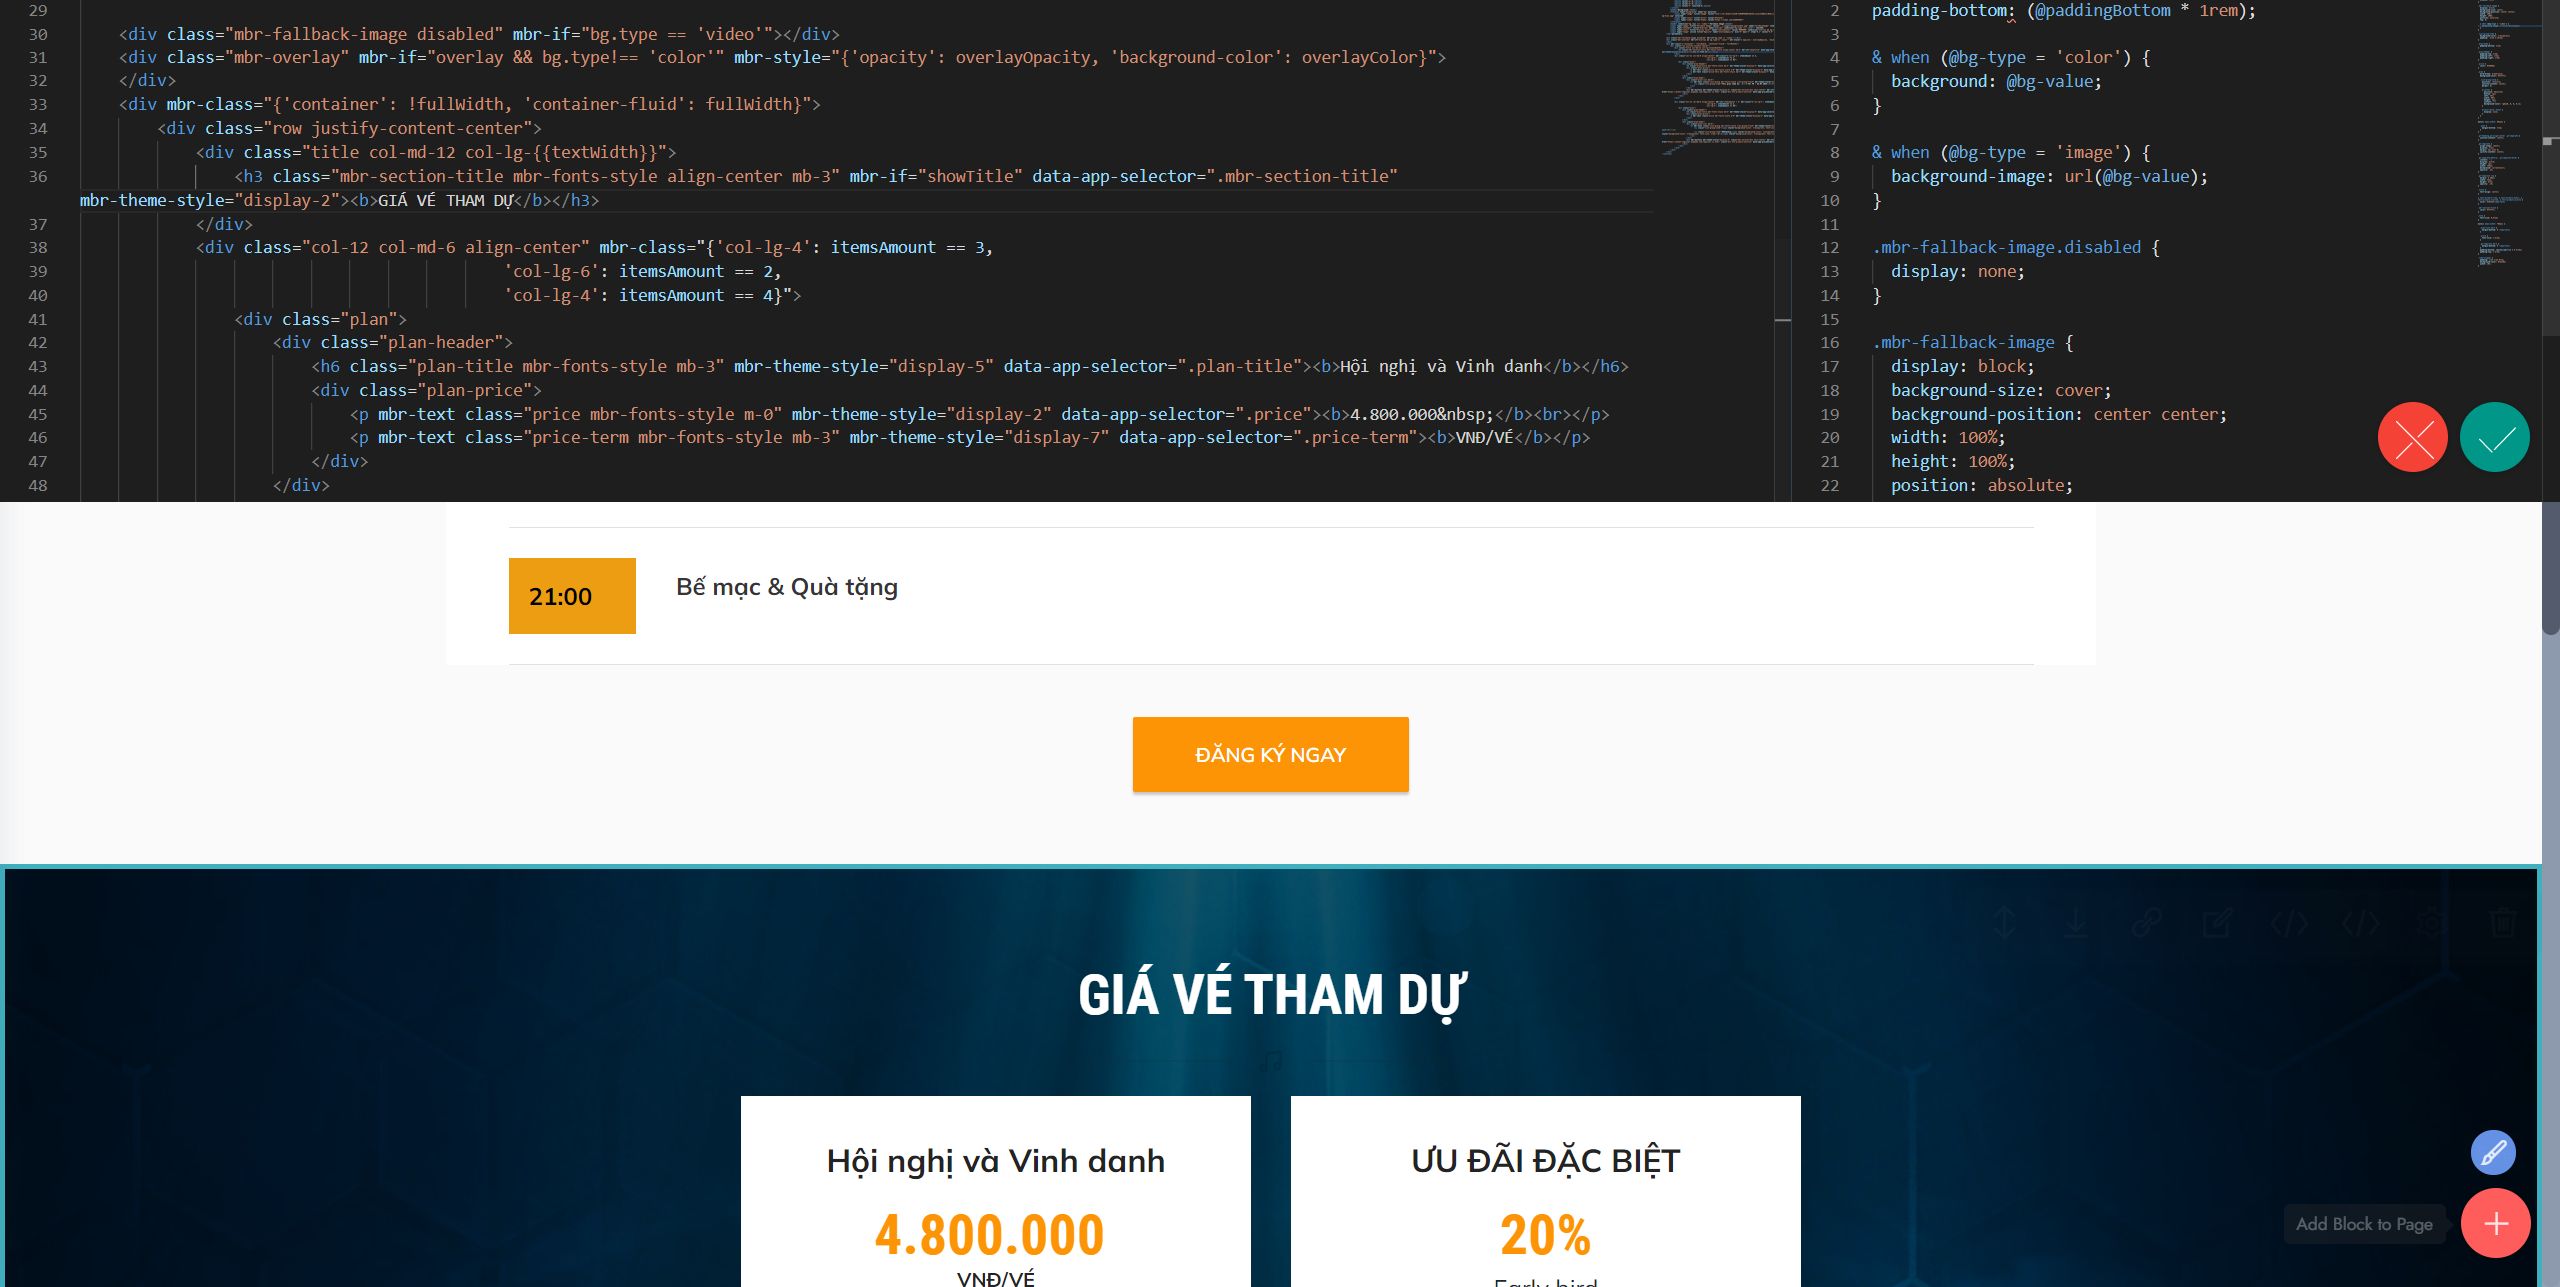 29
30 <div class="mbr-fallback-image disabled" mbr-if="bg.type == 'video'"></div>
31 <div class="mbr-overlay" mbr-if="overlay && bg.type!== 'color'" mbr-style="{'opacity': overlayOpacity, 'background-color': overlayColor}">
32 </div>
33 <div mbr-class="{'container': !fullWidth, 'container-fluid': fullWidth}">
34 <div class="row justify-content-center">
35 <div class="title col-md-12 col-lg-{{textWidth}}">
36 <h3 class="mbr-section-title mbr-fonts-style align-center mb-3" mbr-if="showTitle" data-app-selector=".mbr-section-title"
mbr-theme-style="display-2"><b>GIÁ VÉ THAM DỰ</b></h3>
37 </div>
38 <div class="col-12 col-md-6 align-center" mbr-class="{'col-lg-4': itemsAmount == 3,
39 'col-lg-6': itemsAmount == 2,
40 'col-lg-4': itemsAmount == 4}">
41 <div class="plan">
42 <div class="plan-header">
43 <h6 class="plan-title mbr-fonts-style mb-3" mbr-theme-style="display-5" data-app-selector=".plan-title"><b>Hội nghị và Vinh danh</b></h6>
44 <div class="plan-price">
45 <p mbr-text class="price mbr-fonts-style m-0" mbr-theme-style="display-2" data-app-selector=".price"><b>4.800.000&nbsp;</b><br></p>
46 <p mbr-text class="price-term mbr-fonts-style mb-3" mbr-theme-style="display-7" data-app-selector=".price-term"><b>VNĐ/VÉ</b></p>
47 </div>
48 </div>
2 padding-bottom: (@paddingBottom * 1rem);
3
4 & when (@bg-type = 'color') {
5 background: @bg-value;
6 }
7
8 & when (@bg-type = 'image') {
9 background-image: url(@bg-value);
10 }
11
12 .mbr-fallback-image.disabled {
13 display: none;
14 }
15
16 .mbr-fallback-image {
17 display: block;
18 background-size: cover;
19 background-position: center center;
20 width: 100%;
21 height: 100%;
22 position: absolute;
21:00 Bế mạc & Quà tặng
ĐĂNG KÝ NGAY
GIÁ VÉ THAM DỰ
Hội nghị và Vinh danh
4.800.000
VNĐ/VÉ
ƯU ĐÃI ĐẶC BIỆT
20%
Early bird
Add Block to Page